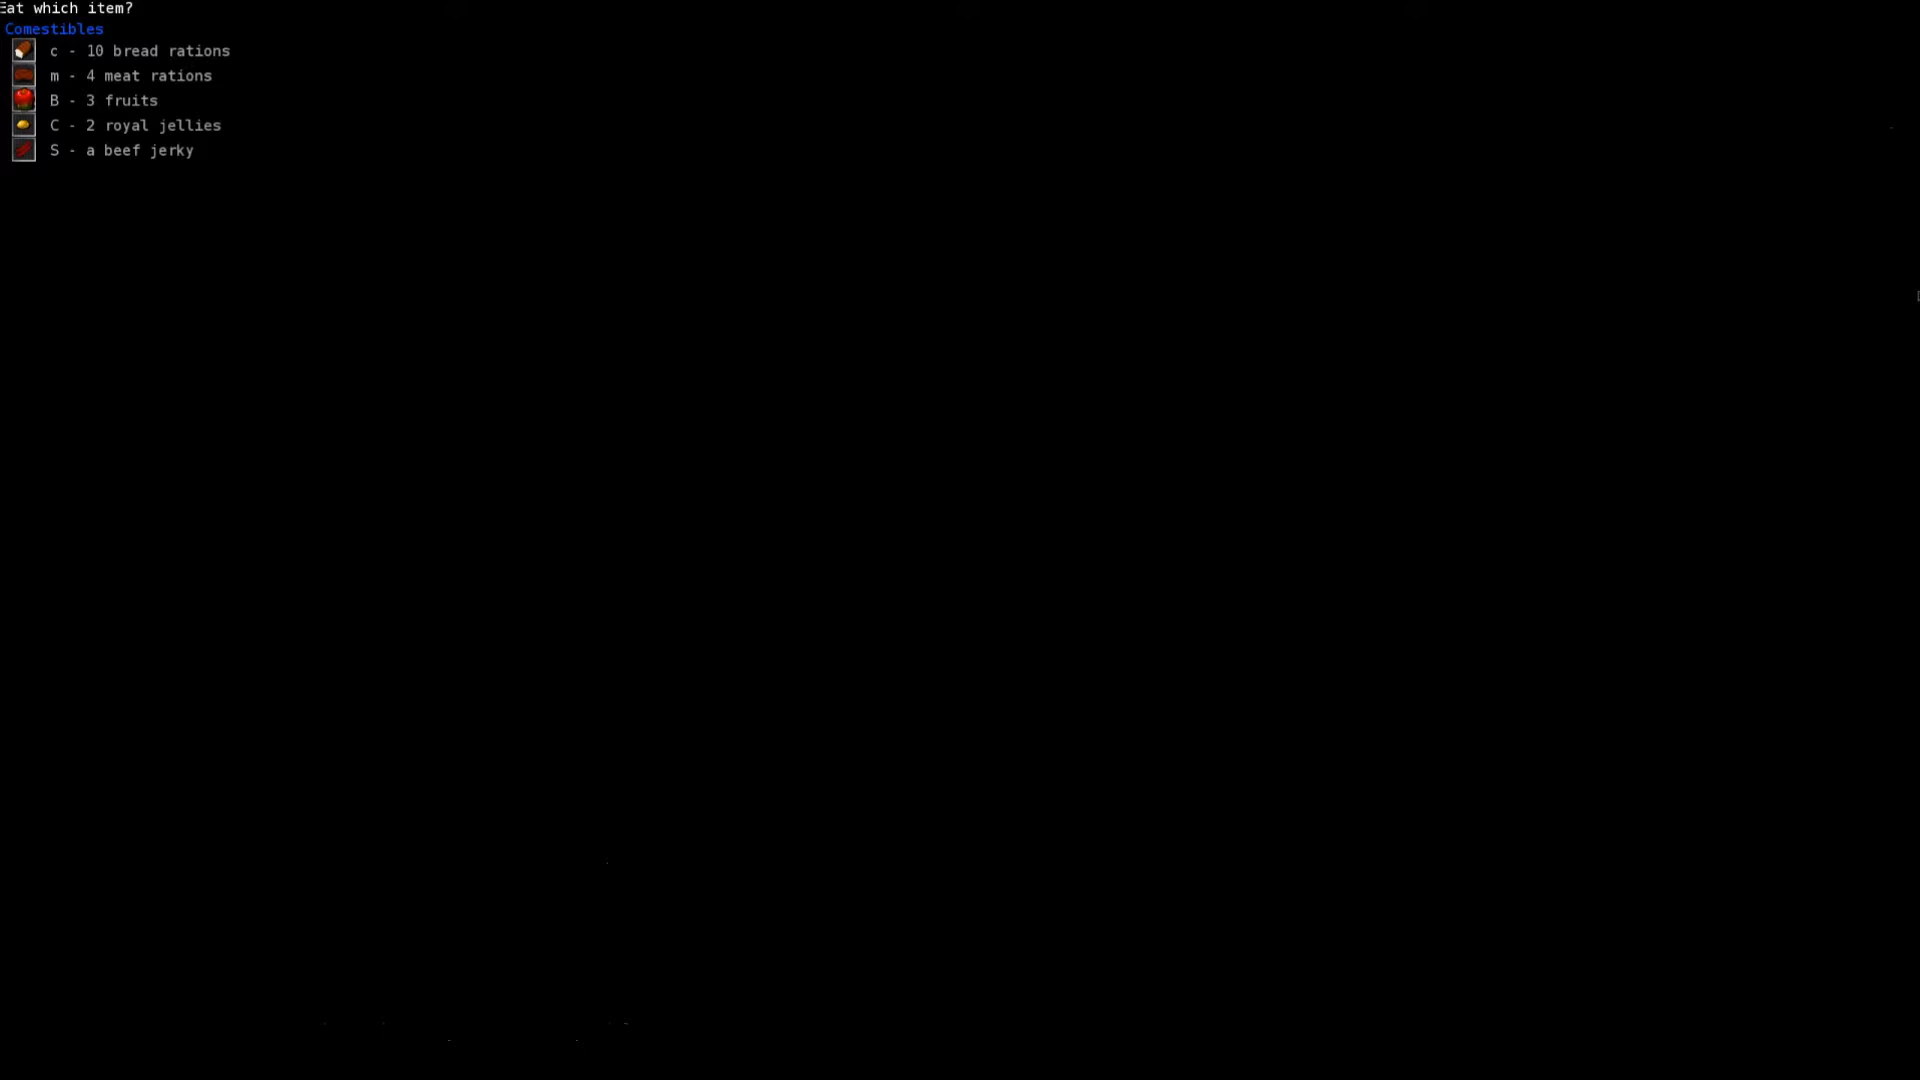 Eat which item?
Comestibles
c - 10 bread rations
m - 4 meat rations
B - 3 fruits
C - 2 royal jellies
S - a beef jerky